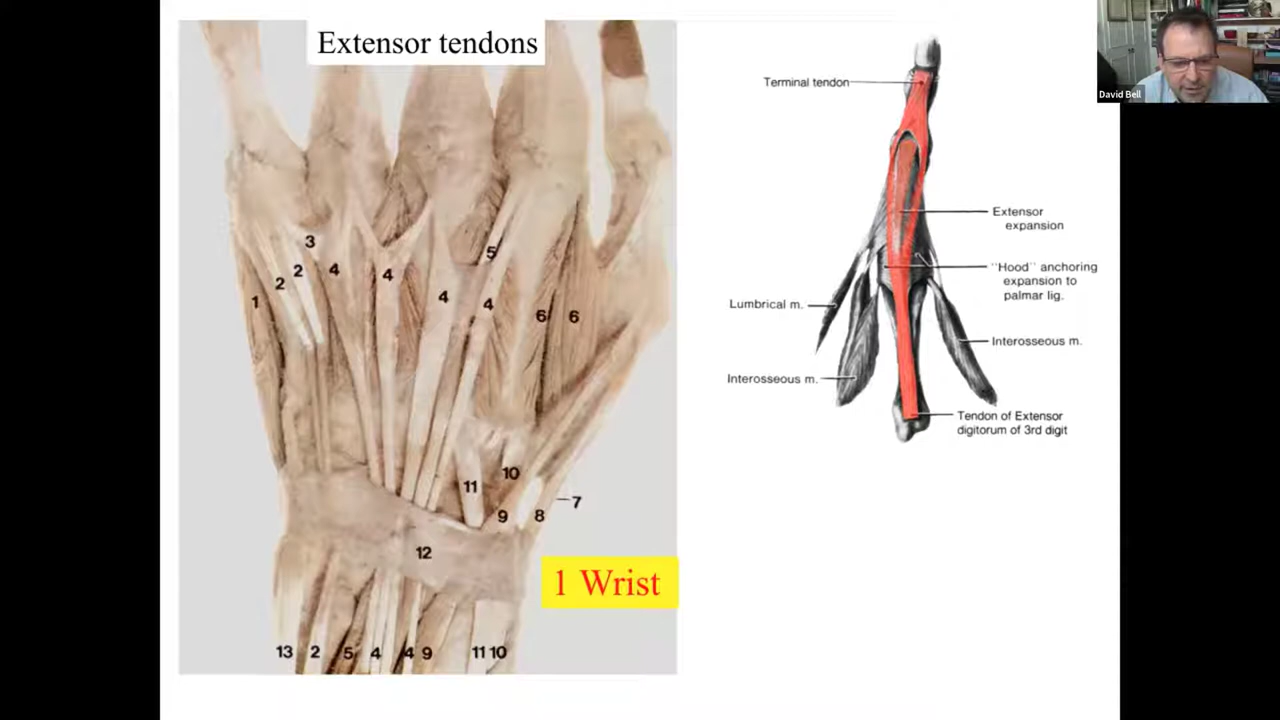 Extensor tendons
David Bell
Terminal tendon
Extensor
expansion
"Hood" anchoring
expansion to
palmar lig.
Lumbrical m.
Interosseous m.
Interosseous m.
Tendon of Extensor
digitorum of 3rd digit
3
5
2
2
4
4
1
4
4
6
6
10
11
7
9
8
12
1 Wrist
13 2 5 4 4 9 11 10